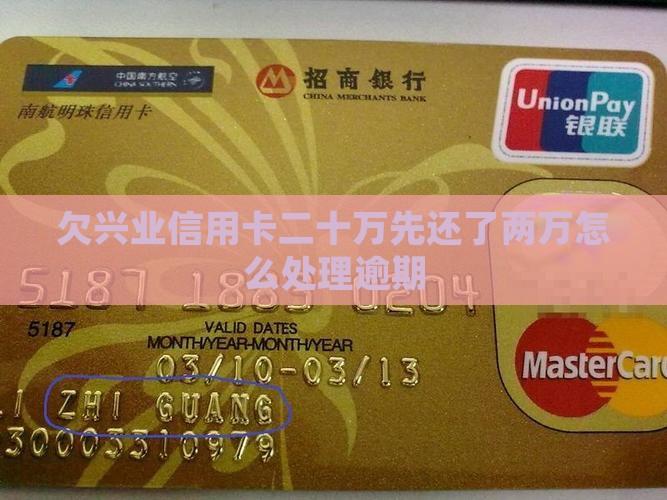 中国南方航空
CHINA SOUTHERN
南航明珠信用卡
招商银行
CHINA MERCHANTS BANK
UnionPay
银联
欠兴业信用卡二十万先还了两万怎
么处理逾期
5187 0204
5187
VALID DATES
MONTH/YEAR-MONTH/YEAR
03/10-03/13
MasterCard
LI ZHI GUANG